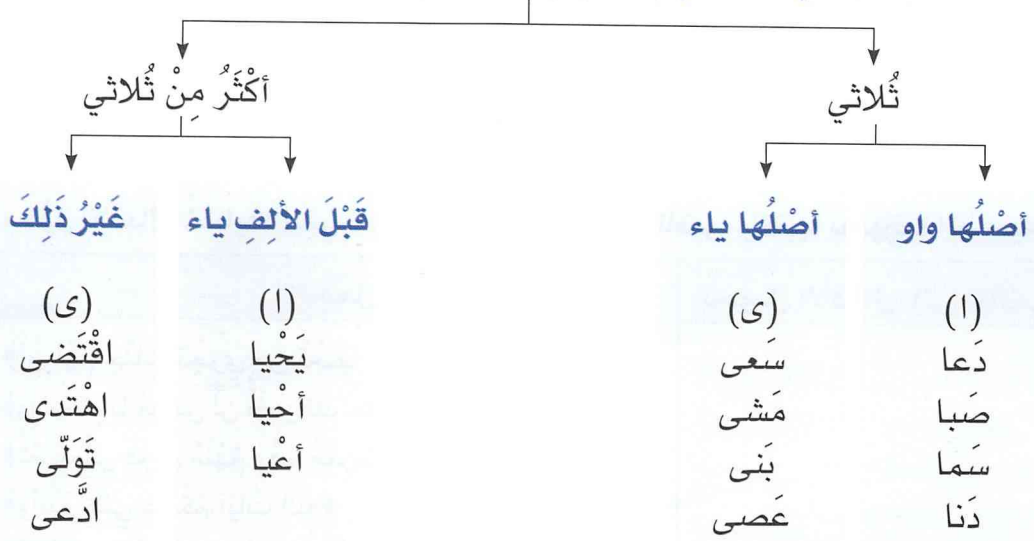 ثُلاثي أكْثَرُ مِنْ ثُلاثي
أصْلُها واو أصْلُها ياء قَبْلَ الألِفِ ياء غَيْرُ ذَلِكَ
(ا) (ى) (ا) (ى)
دَعا سَعى يَحْيا اقْتَضى
صَبا مَشى أحْيا اهْتَدى
سَما بَنى أعْيا تَوَلّى
دَنا عَصى ادَّعى